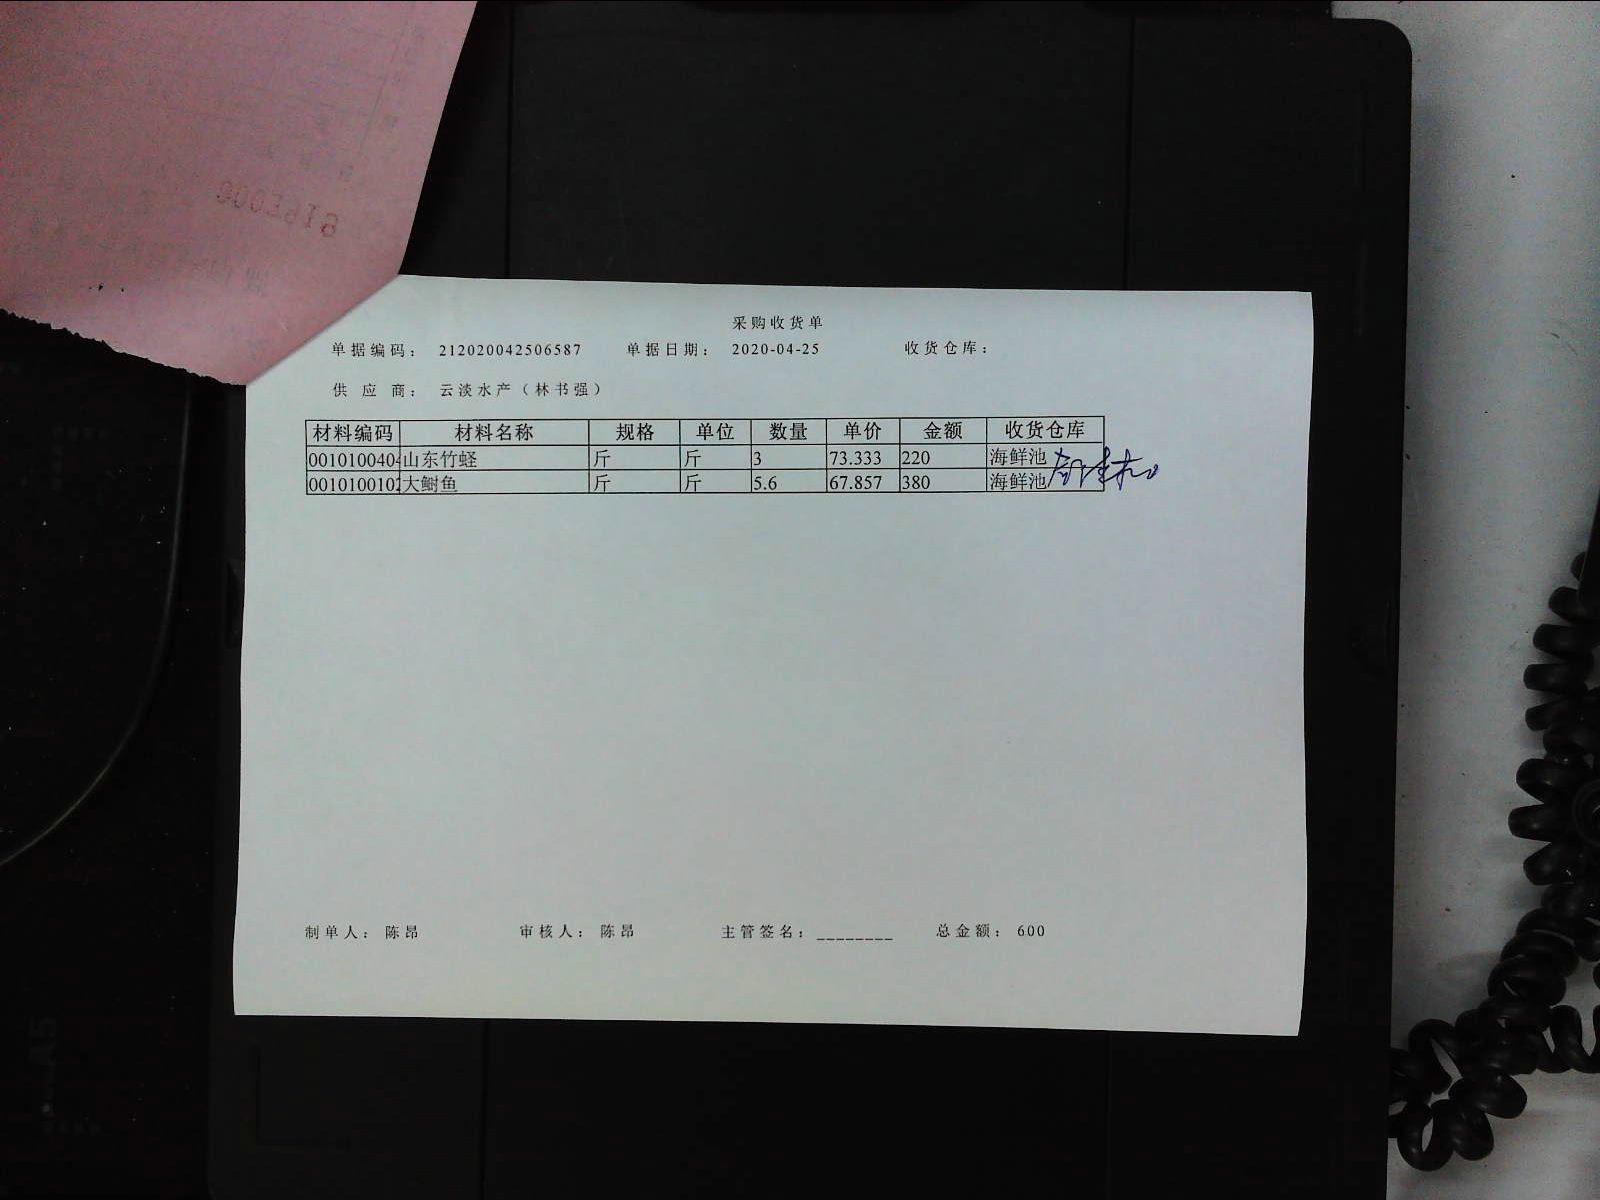 采购收货单
单据编码： 212020042506587 单据日期： 2020-04-25 收货仓库：
供 应 商： 云淡水产（林书强）
材料编码 材料名称 规格 单位 数量 单价 金额 收货仓库
0010100404 山东竹蛏 斤 斤 3 73.333 220 海鲜池
0010100102 大鲥鱼 斤 斤 5.6 67.857 380 海鲜池
制单人： 陈昂 审核人： 陈昂 主管签名： ________ 总金额： 600